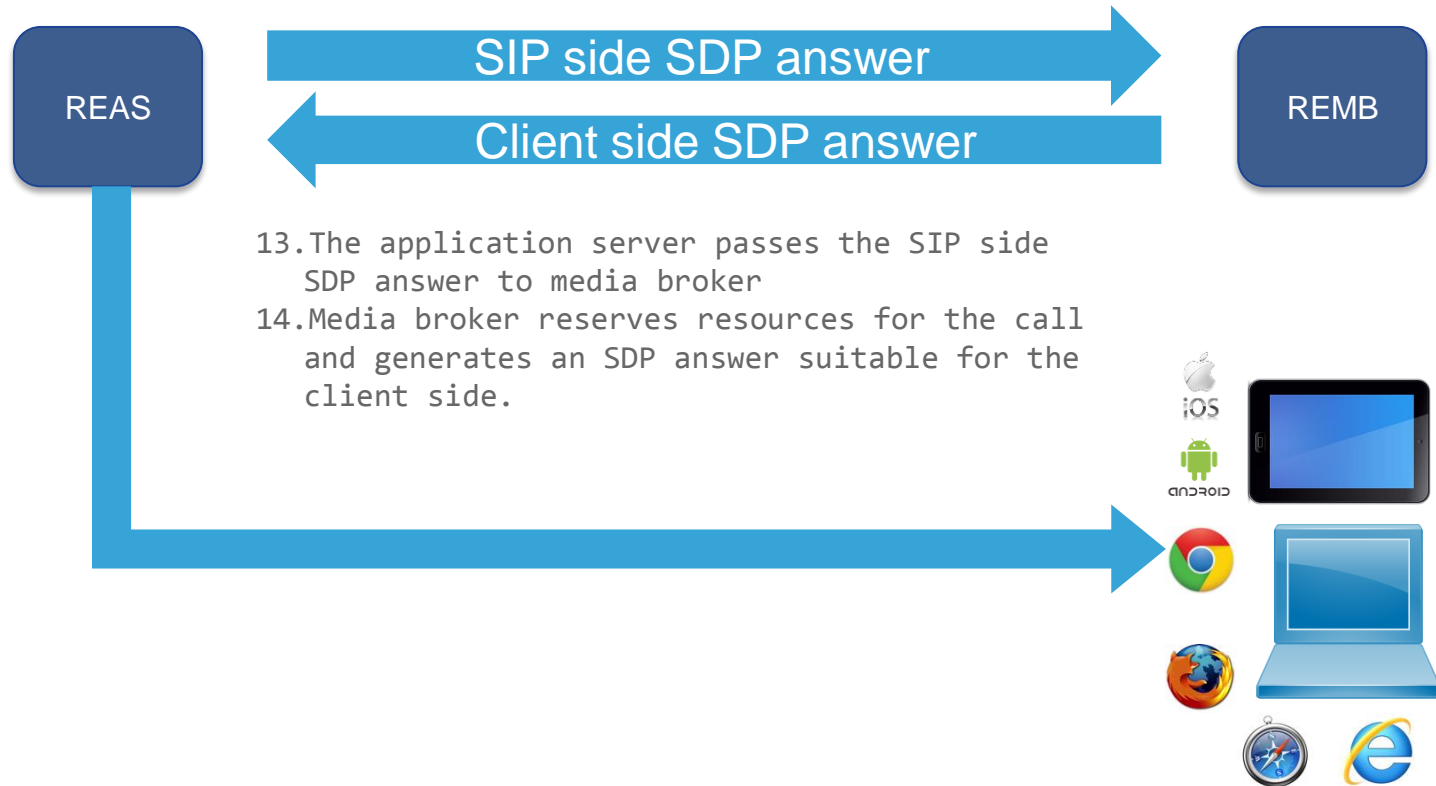 SIP side SDP answer
REAS
REMB
Client side SDP answer
13.The application server passes the SIP side
SDP answer to media broker
14.Media broker reserves resources for the call
and generates an SDP answer suitable for the
client side.
iOS
ANDROID